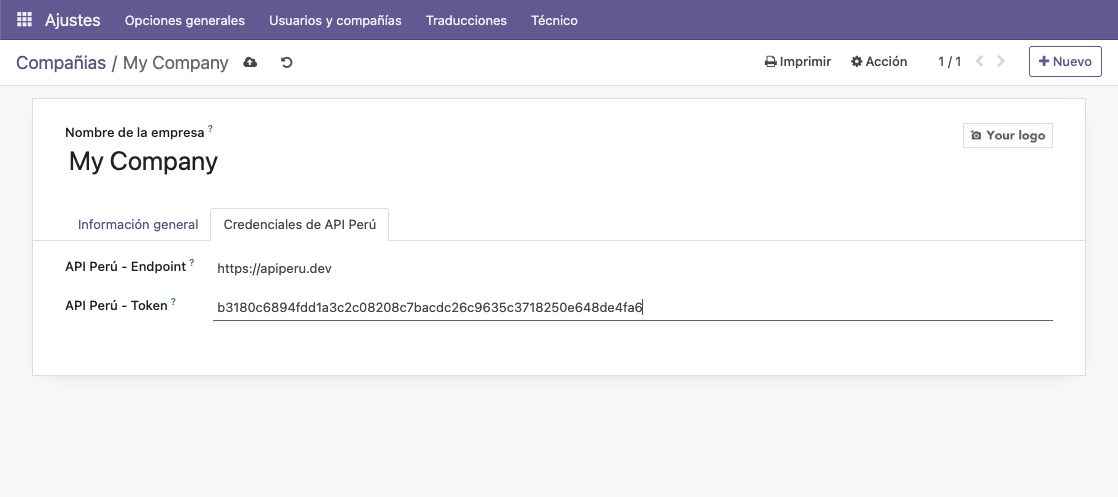 Ajustes Opciones generales Usuarios y compañías Traducciones Técnico
Compañias / My Company Imprimir Acción 1 / 1 Nuevo
Nombre de la empresa ?
Your logo
My Company
Información general Credenciales de API Perú
API Perú - Endpoint ? https://apiperu.dev
API Perú - Token ? b3180c6894fdd1a3c2c08208c7bacdc26c9635c3718250e648de4fa6